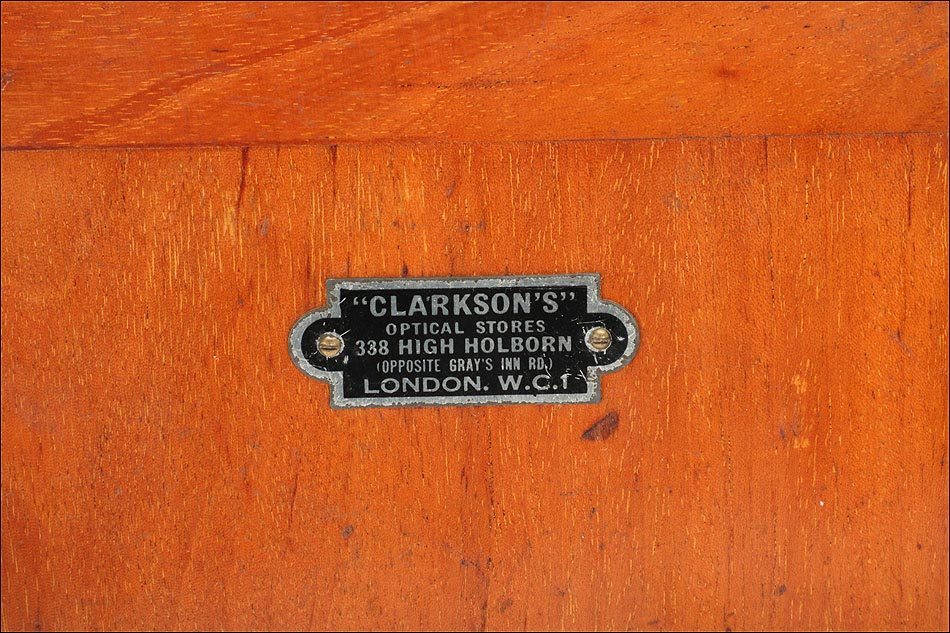 "CLARKSON'S"
OPTICAL STORES
338 HIGH HOLBORN
(OPPOSITE GRAY'S INN RD.)
LONDON. W.C.1